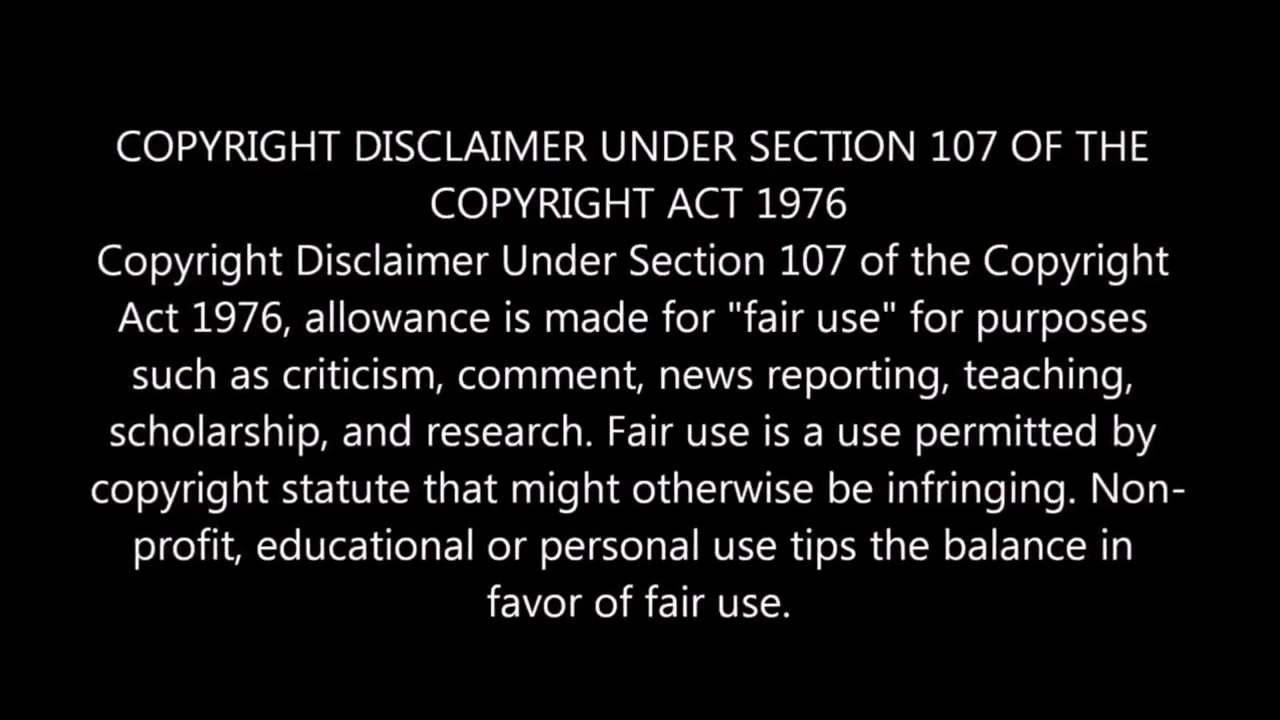 COPYRIGHT DISCLAIMER UNDER SECTION 107 OF THE
COPYRIGHT ACT 1976
Copyright Disclaimer Under Section 107 of the Copyright
Act 1976, allowance is made for "fair use" for purposes
such as criticism, comment, news reporting, teaching,
scholarship, and research. Fair use is a use permitted by
copyright statute that might otherwise be infringing. Non-
profit, educational or personal use tips the balance in
favor of fair use.